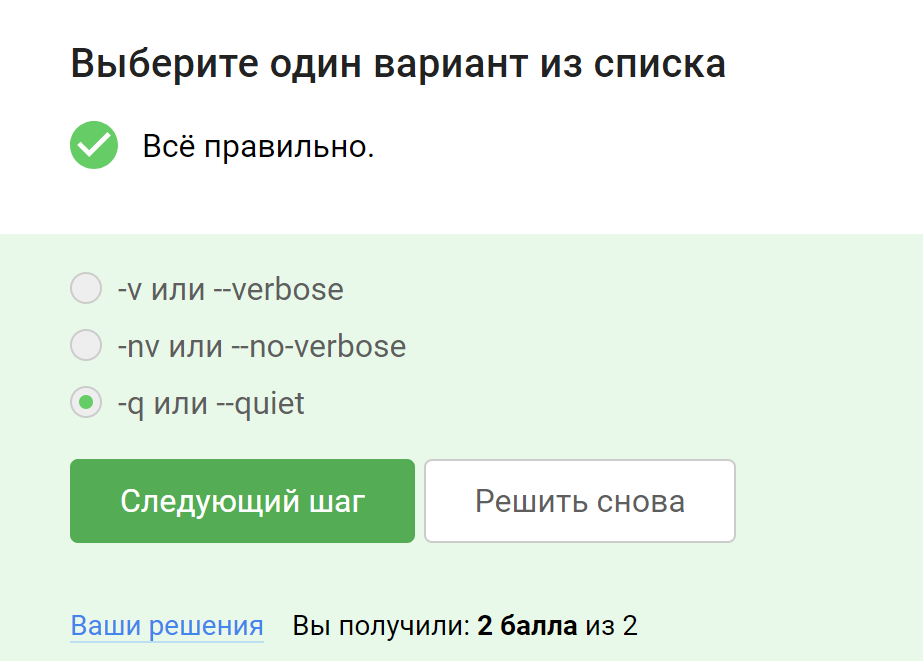 Выберите один вариант из списка
Всё правильно.
-v или --verbose
-nv или --no-verbose
-q или --quiet
Следующий шаг Решить снова
Ваши решения Вы получили: 2 балла из 2